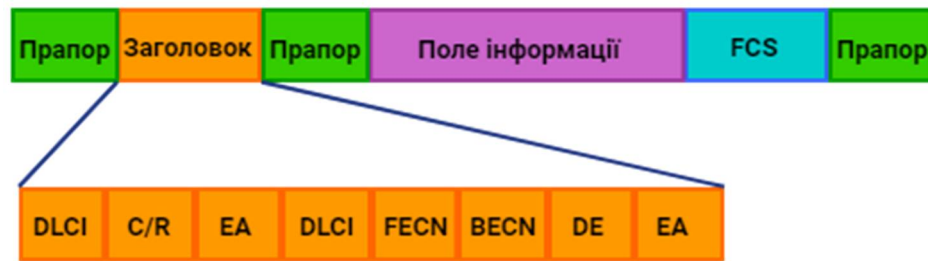 Прапор Заголовок Прапор Поле інформації FCS Прапор
DLCI C/R EA DLCI FECN BECN DE EA